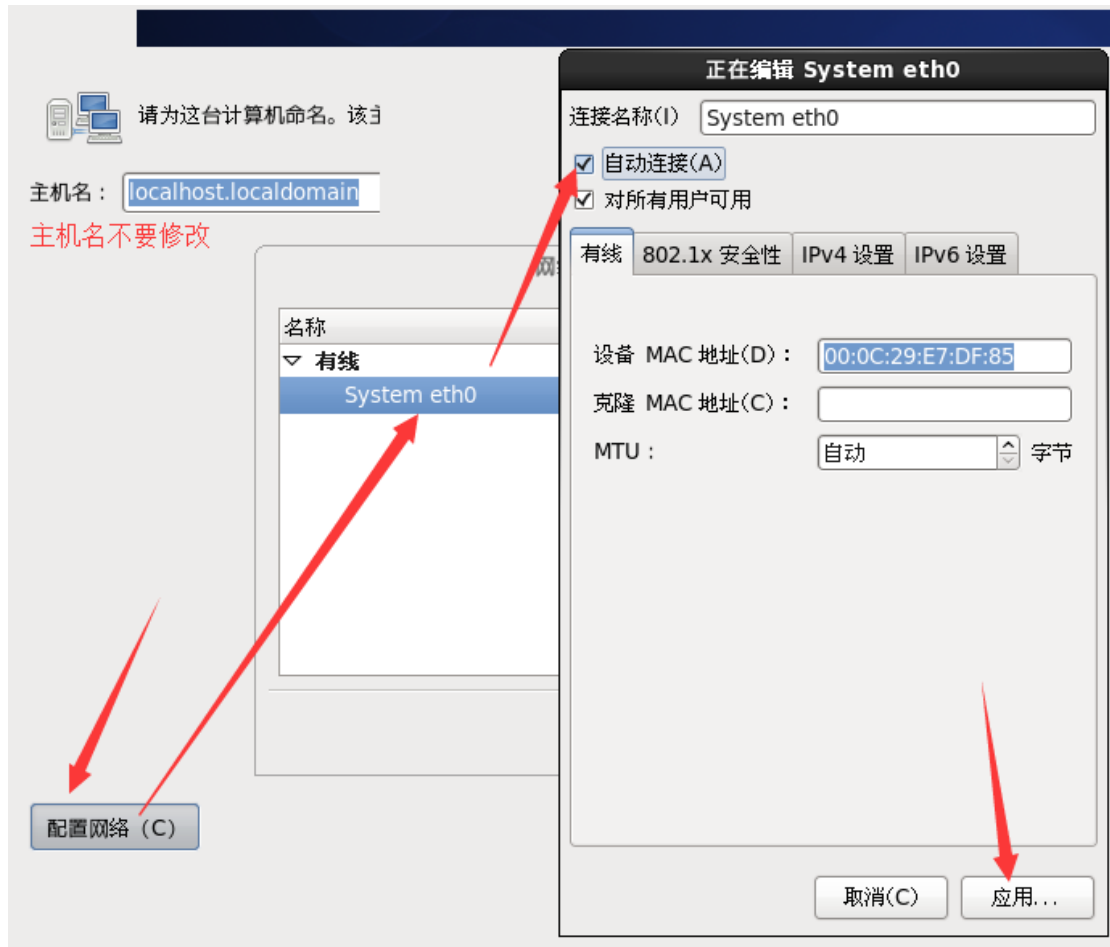 请为这台计算机命名。该主
主机名： localhost.localdomain
主机名不要修改
名称
▽ 有线
System eth0
配置网络（C）
正在编辑 System eth0
连接名称(I) System eth0
自动连接(A)
对所有用户可用
有线 802.1x 安全性 IPv4 设置 IPv6 设置
设备 MAC 地址(D)： 00:0C:29:E7:DF:85
克隆 MAC 地址(C)：
MTU： 自动 字节
取消(C) 应用...